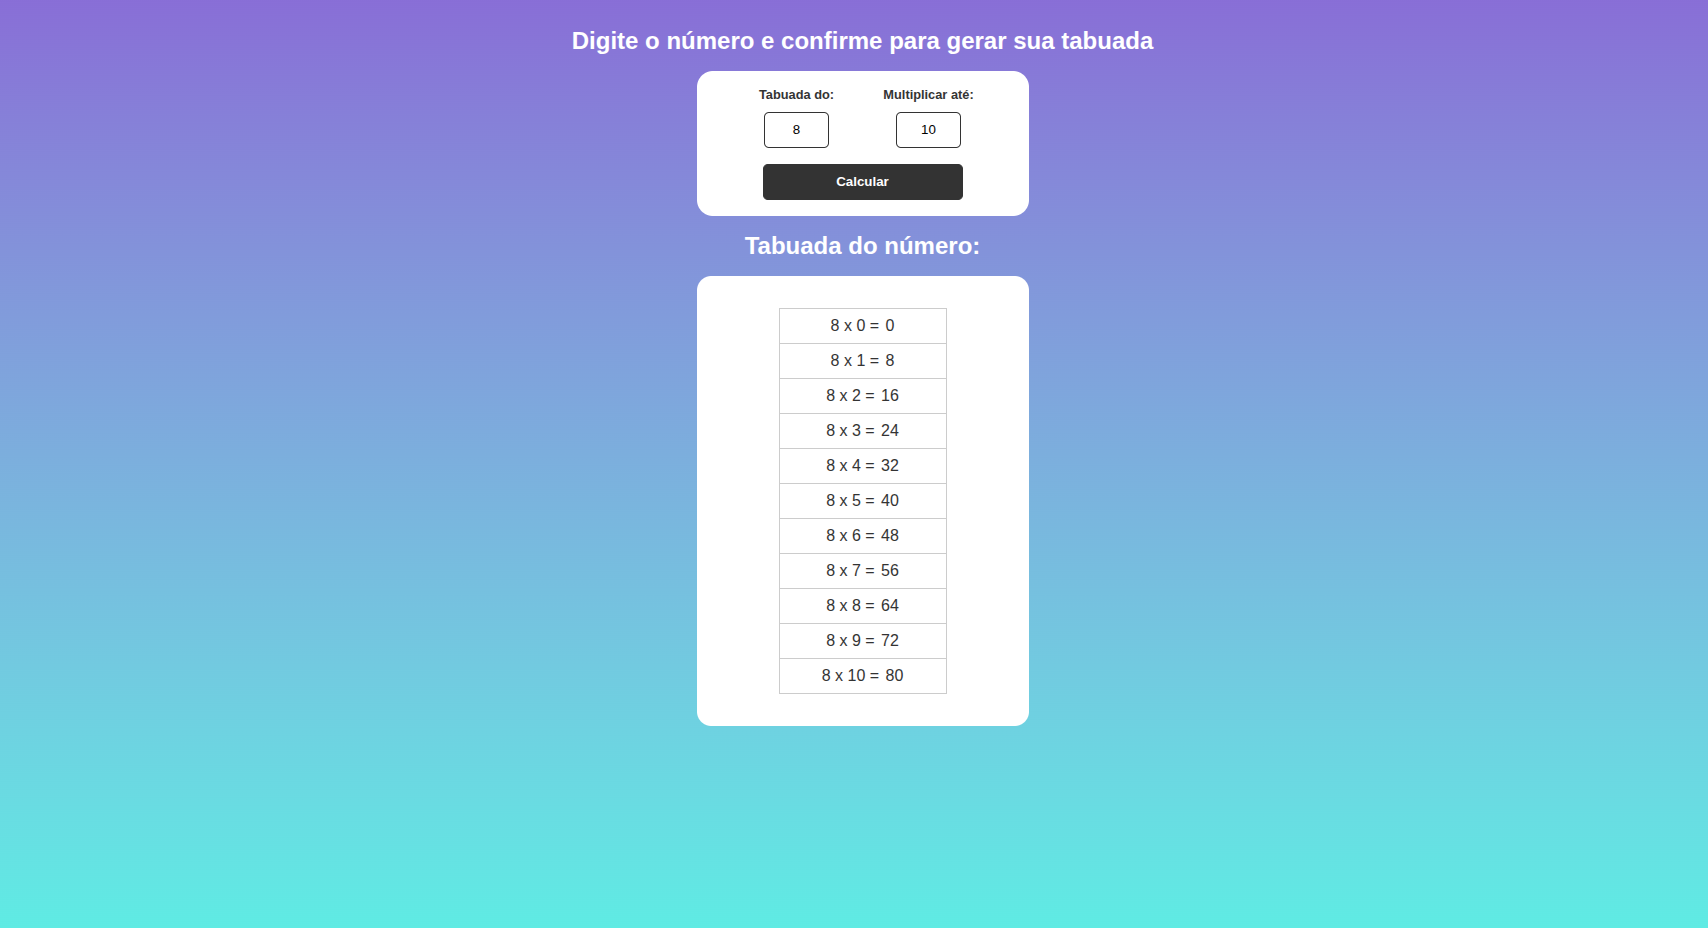 Digite o número e confirme para gerar sua tabuada
Tabuada do: Multiplicar até:
8 10
Calcular
Tabuada do número:
8 x 0 = 0
8 x 1 = 8
8 x 2 = 16
8 x 3 = 24
8 x 4 = 32
8 x 5 = 40
8 x 6 = 48
8 x 7 = 56
8 x 8 = 64
8 x 9 = 72
8 x 10 = 80